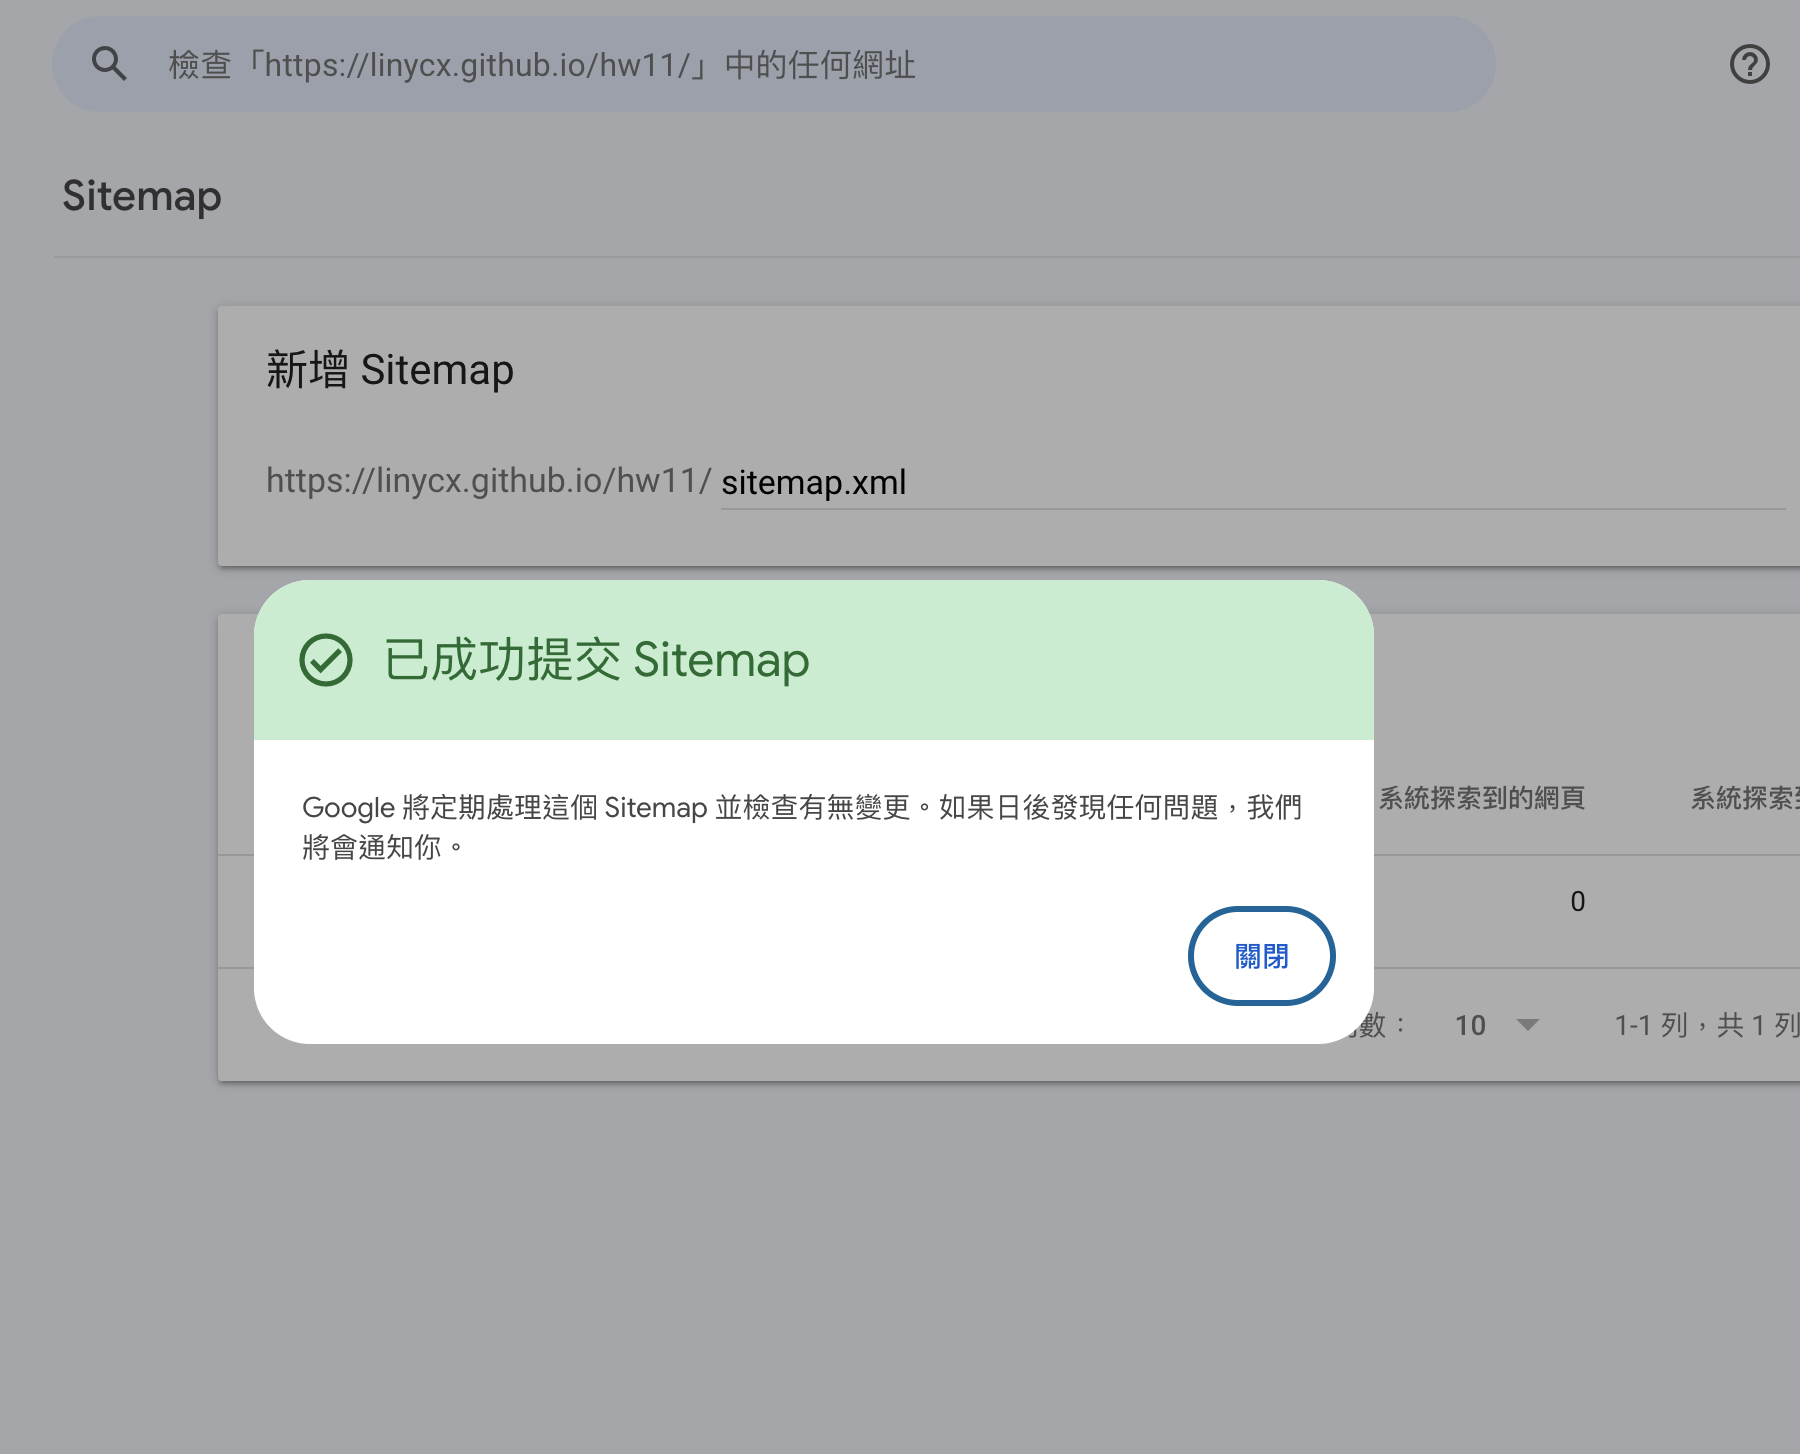 檢查「https://linycx.github.io/hw11/」中的任何網址
Sitemap
新增 Sitemap
https://linycx.github.io/hw11/ sitemap.xml
已成功提交 Sitemap
Google 將定期處理這個 Sitemap 並檢查有無變更。如果日後發現任何問題，我們
將會通知你。
關閉
系統探索到的網頁 系統探索
0
數： 10 1-1 列，共 1 列